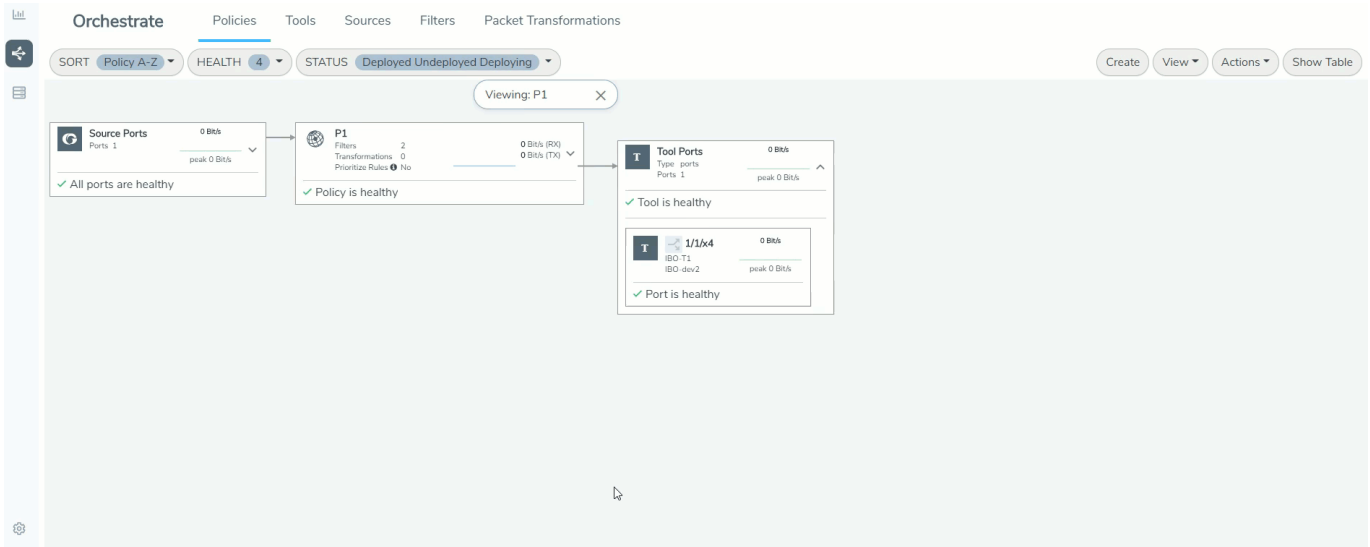 Orchestrate Policies Tools Sources Filters Packet Transformations
SORT Policy A-Z HEALTH 4 STATUS Deployed Undeployed Deploying Create View Actions Show Table
Viewing: P1
Source Ports 0 Bit/s
Ports 1
peak 0 Bit/s
All ports are healthy
P1
Filters 2 0 Bit/s (RX)
Transformations 0 0 Bit/s (TX)
Prioritize Rules No
Policy is healthy
T Tool Ports 0 Bit/s
Type ports
Ports 1 peak 0 Bit/s
Tool is healthy
T 1/1/x4 0 Bit/s
IBO-T1
IBO-dev2 peak 0 Bit/s
Port is healthy